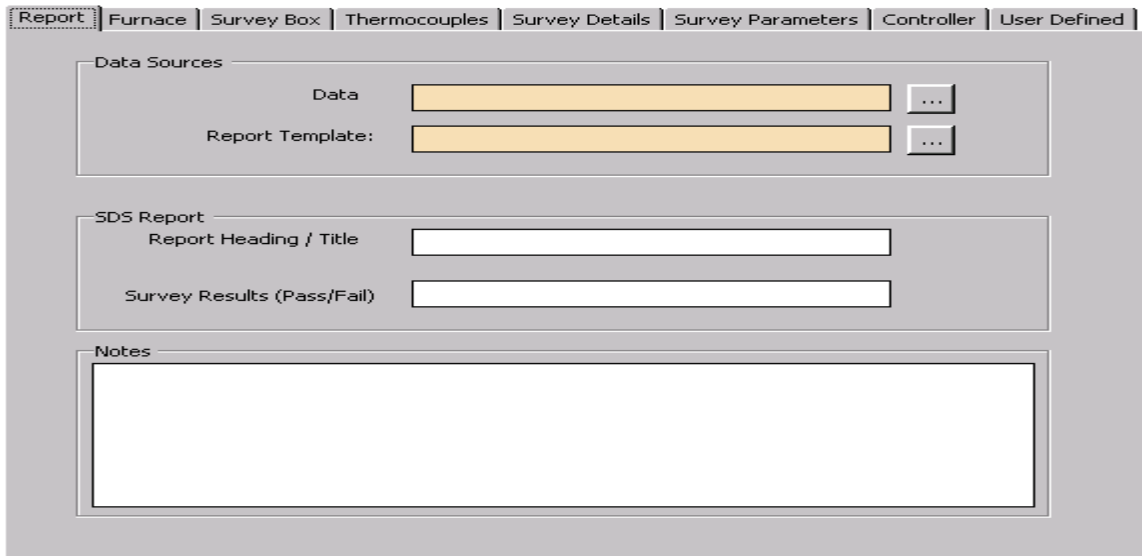 Report Furnace Survey Box Thermocouples Survey Details Survey Parameters Controller User Defined
Data Sources
Data ...
Report Template: ...
SDS Report
Report Heading / Title
Survey Results (Pass/Fail)
Notes